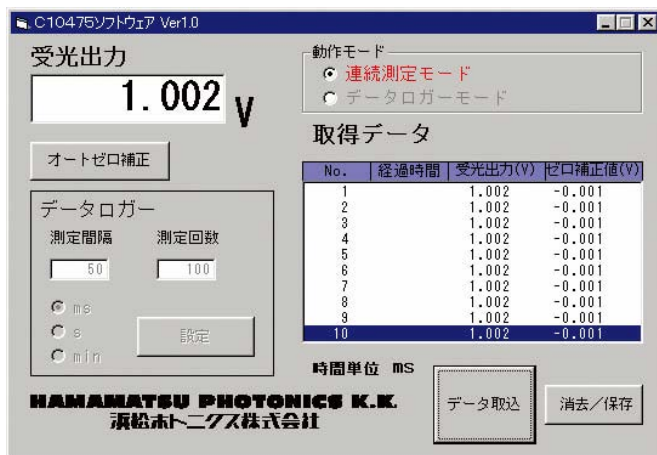 C10475ソフトウェア Ver1.0
受光出力
1.002 V
オートゼロ補正
データロガー
測定間隔 測定回数
50 100
ms
s
min
設定
HAMAMATSU PHOTONICS K.K.
浜松ホトニクス株式会社
動作モード
連続測定モード
データロガーモード
取得データ
No. 経過時間 受光出力(V) ゼロ補正値(V)
1 1.002 -0.001
2 1.002 -0.001
3 1.002 -0.001
4 1.002 -0.001
5 1.002 -0.001
6 1.002 -0.001
7 1.002 -0.001
8 1.002 -0.001
9 1.002 -0.001
10 1.002 -0.001
時間単位 ms
データ取込
消去／保存